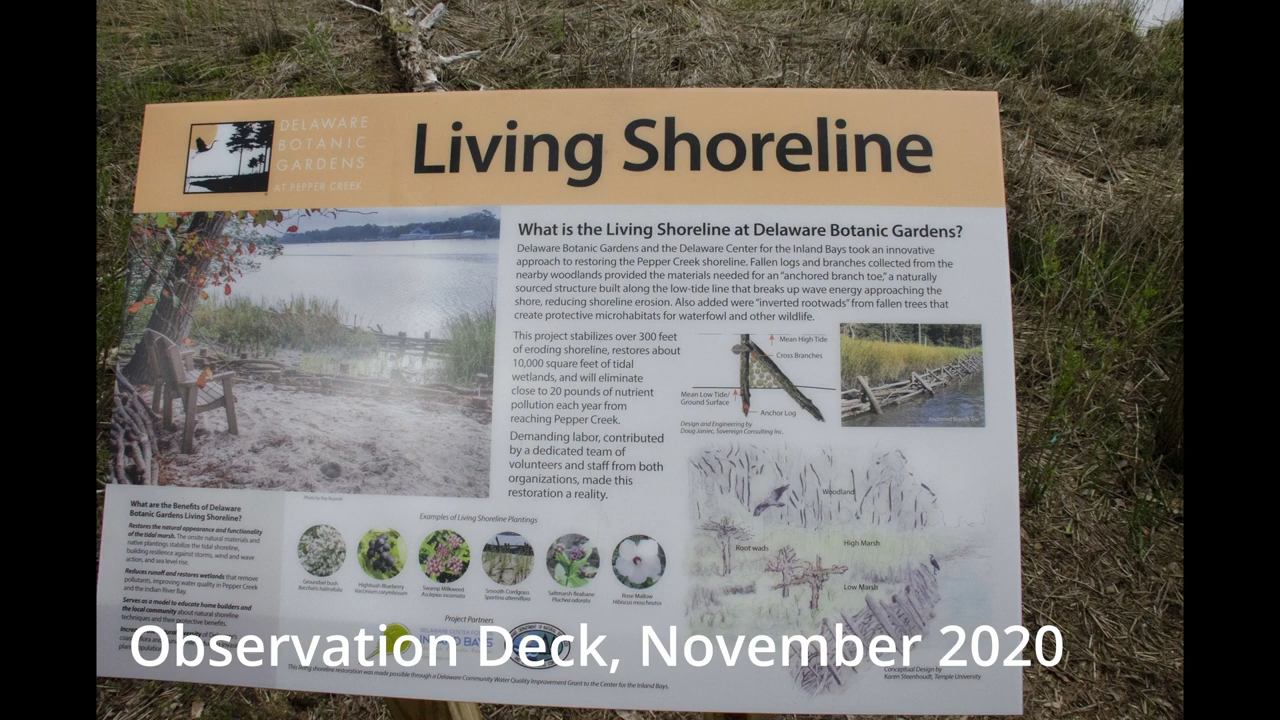 DELAWARE
BOTANIC
GARDENS
AT PEPPER CREEK
Living Shoreline
What is the Living Shoreline at Delaware Botanic Gardens?
Delaware Botanic Gardens and the Delaware Center for the Inland Bays took an innovative
approach to restoring the Pepper Creek shoreline. Fallen logs and branches collected from the
nearby woodlands provided the materials needed for an “anchored branch toe,” a naturally
sourced structure built along the low-tide line that breaks up wave energy approaching the
shore, reducing shoreline erosion. Also added were “inverted rootwads” from fallen trees that
create protective microhabitats for waterfowl and other wildlife.
This project stabilizes over 300 feet
of eroding shoreline, restores about
10,000 square feet of tidal
wetlands, and will eliminate
close to 20 pounds of nutrient
pollution each year from
reaching Pepper Creek.
Demanding labor, contributed
by a dedicated team of
volunteers and staff from both
organizations, made this
restoration a reality.
Mean High Tide
Cross Branches
Mean Low Tide/
Ground Surface
Anchor Log
Design and Engineering by
Doug Janiec, Sovereign Consulting Inc.
Anchored Branch Toe
Woodland
Root wads
High Marsh
Low Marsh
Conceptual Design by
Karen Steenhoudt, Temple University
What are the Benefits of Delaware
Botanic Gardens Living Shoreline?
Restores the natural appearance and functionality
of the tidal marsh. The onsite natural materials and
native plantings stabilize the tidal shoreline,
building resilience against storms, wind and wave
action, and sea level rise.
Reduces runoff and restores wetlands that remove
pollutants, improving water quality in Pepper Creek
and the Indian River Bay.
Serves as a model to educate home builders and
the local community about natural shoreline
techniques and their protective benefits.
Examples of Living Shoreline Plantings
Groundsel bush
Baccharis halimifolia
Highbush Blueberry
Vaccinium corymbosum
Swamp Milkweed
Asclepias incarnata
Smooth Cordgrass
Spartina alterniflora
Saltmarsh fleabane
Pluchea odorata
Rose Mallow
Hibiscus moscheutos
Project Partners
DELAWARE CENTER FOR THE
INLAND BAYS
This living shoreline restoration was made possible through a Delaware Community Water Quality Improvement Grant to the Center for the Inland Bays.
Observation Deck, November 2020